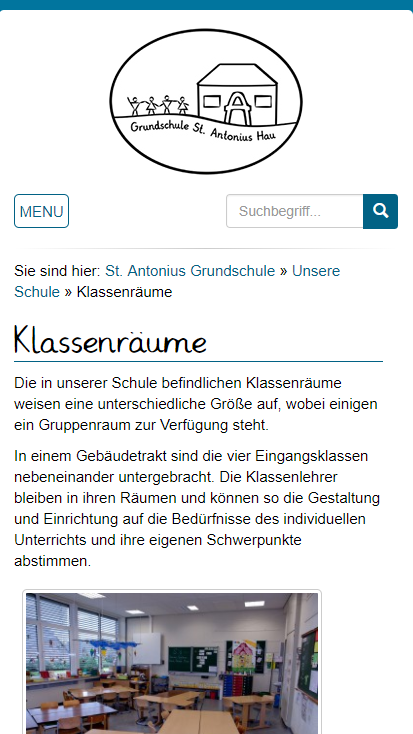 Grundschule St. Antonius Hau
MENU
Suchbegriff...
Sie sind hier: St. Antonius Grundschule » Unsere
Schule » Klassenräume
Klassenräume
Die in unserer Schule befindlichen Klassenräume
weisen eine unterschiedliche Größe auf, wobei einigen
ein Gruppenraum zur Verfügung steht.
In einem Gebäudetrakt sind die vier Eingangsklassen
nebeneinander untergebracht. Die Klassenlehrer
bleiben in ihren Räumen und können so die Gestaltung
und Einrichtung auf die Bedürfnisse des individuellen
Unterrichts und ihre eigenen Schwerpunkte
abstimmen.